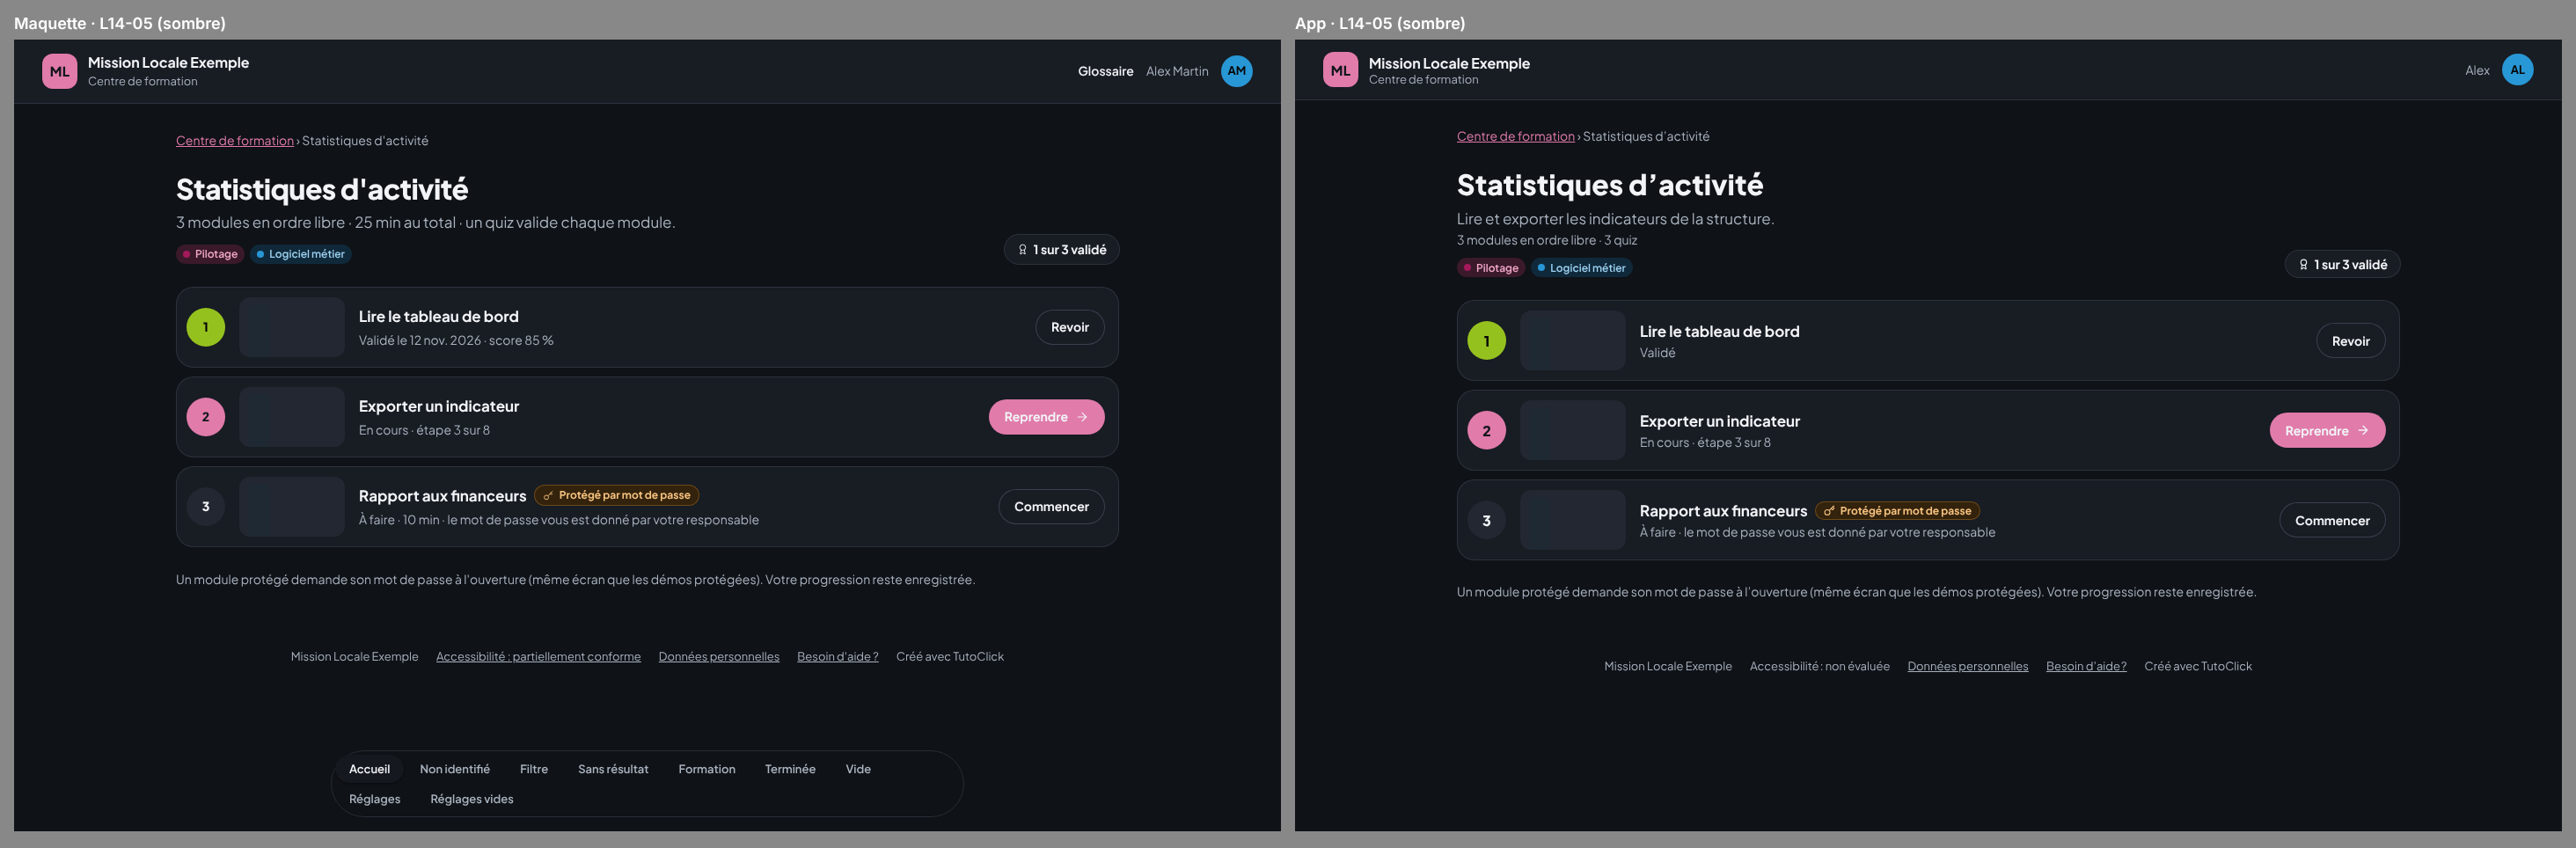 Maquette · L14-05 (sombre)
ML
Mission Locale Exemple
Centre de formation
Glossaire
Alex Martin
AM
Centre de formation › Statistiques d'activité
Statistiques d'activité
3 modules en ordre libre · 25 min au total · un quiz valide chaque module.
Pilotage
Logiciel métier
1 sur 3 validé
1
Lire le tableau de bord
Validé le 12 nov. 2026 · score 85 %
Revoir
2
Exporter un indicateur
En cours · étape 3 sur 8
Reprendre →
3
Rapport aux financeurs
Protégé par mot de passe
À faire · 10 min · le mot de passe vous est donné par votre responsable
Commencer
Un module protégé demande son mot de passe à l'ouverture (même écran que les démos protégées). Votre progression reste enregistrée.
Mission Locale Exemple
Accessibilité : partiellement conforme
Données personnelles
Besoin d'aide ?
Créé avec TutoClick
Accueil
Non identifié
Filtre
Sans résultat
Formation
Terminée
Vide
Réglages
Réglages vides
App · L14-05 (sombre)
ML
Mission Locale Exemple
Centre de formation
Alex
AL
Centre de formation › Statistiques d'activité
Statistiques d’activité
Lire et exporter les indicateurs de la structure.
3 modules en ordre libre · 3 quiz
Pilotage
Logiciel métier
1 sur 3 validé
1
Lire le tableau de bord
Validé
Revoir
2
Exporter un indicateur
En cours · étape 3 sur 8
Reprendre →
3
Rapport aux financeurs
Protégé par mot de passe
À faire · le mot de passe vous est donné par votre responsable
Commencer
Un module protégé demande son mot de passe à l’ouverture (même écran que les démos protégées). Votre progression reste enregistrée.
Mission Locale Exemple
Accessibilité : non évaluée
Données personnelles
Besoin d’aide ?
Créé avec TutoClick